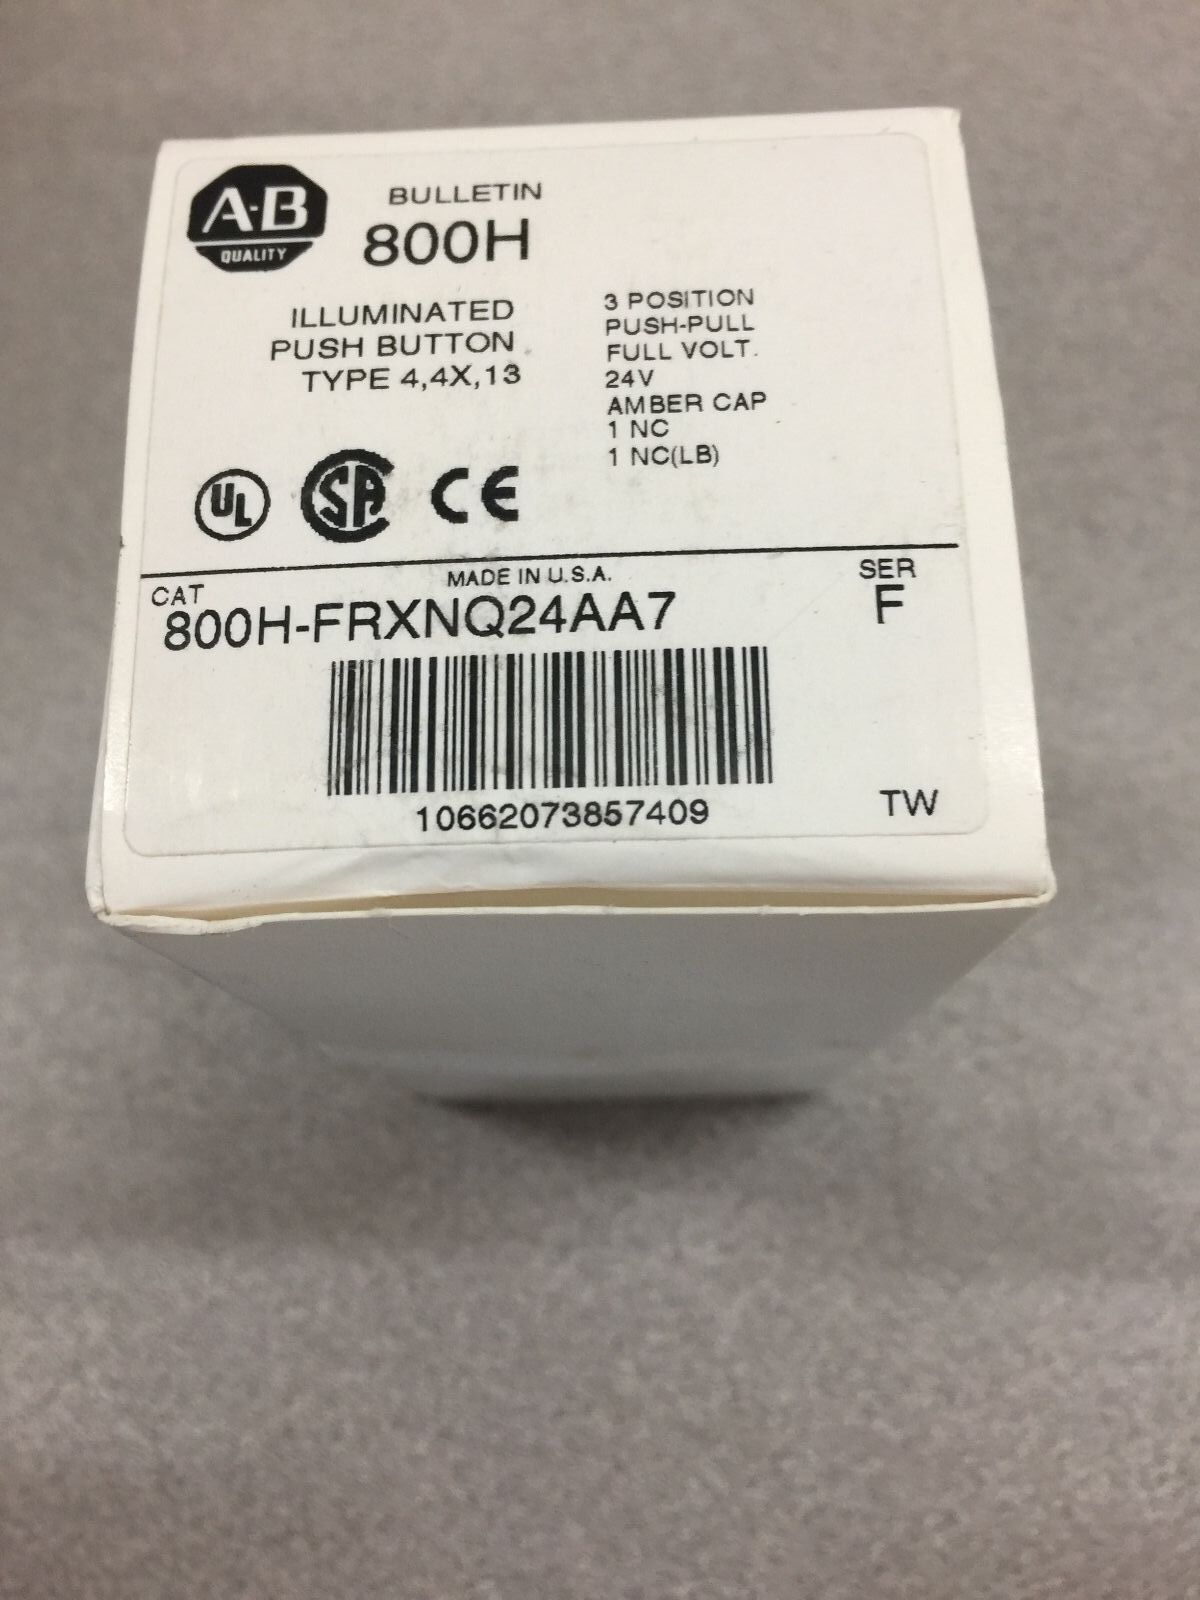 A-B
QUALITY
BULLETIN
800H
ILLUMINATED
PUSH BUTTON
TYPE 4,4X,13
3 POSITION
PUSH-PULL
FULL VOLT.
24V
AMBER CAP
1 NC
1 NC(LB)
UL
SA
CE
MADE IN U.S.A.
CAT
800H-FRXNQ24AA7
SER
F
10662073857409
TW